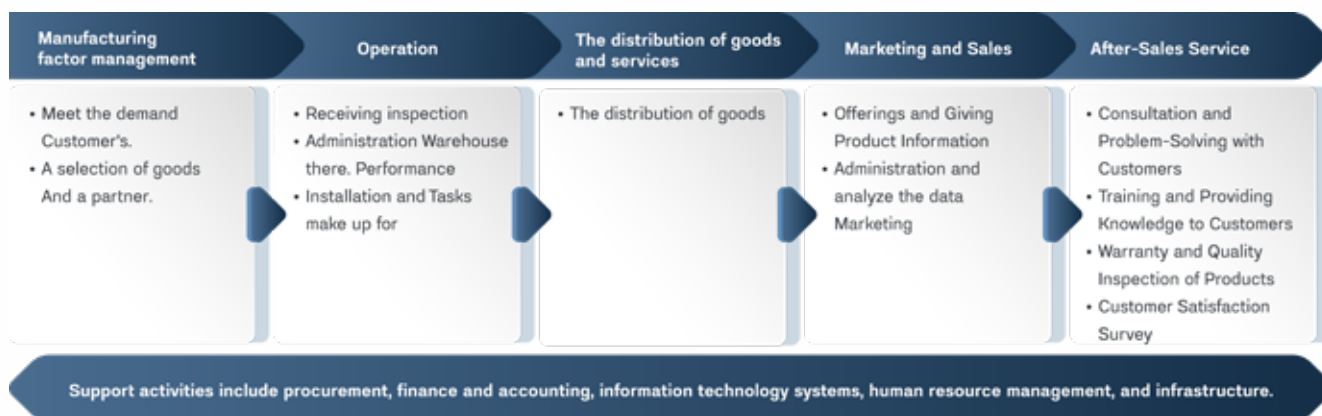 Manufacturing
factor management
Operation
The distribution of goods
and services
Marketing and Sales
After-Sales Service
• Meet the demand
Customer's.
• A selection of goods
And a partner.
• Receiving inspection
• Administration Warehouse
there. Performance
• Installation and Tasks
make up for
• The distribution of goods
• Offerings and Giving
Product Information
• Administration and
analyze the data
Marketing
• Consultation and
Problem-Solving with
Customers
• Training and Providing
Knowledge to Customers
• Warranty and Quality
Inspection of Products
• Customer Satisfaction
Survey
Support activities include procurement, finance and accounting, information technology systems, human resource management, and infrastructure.